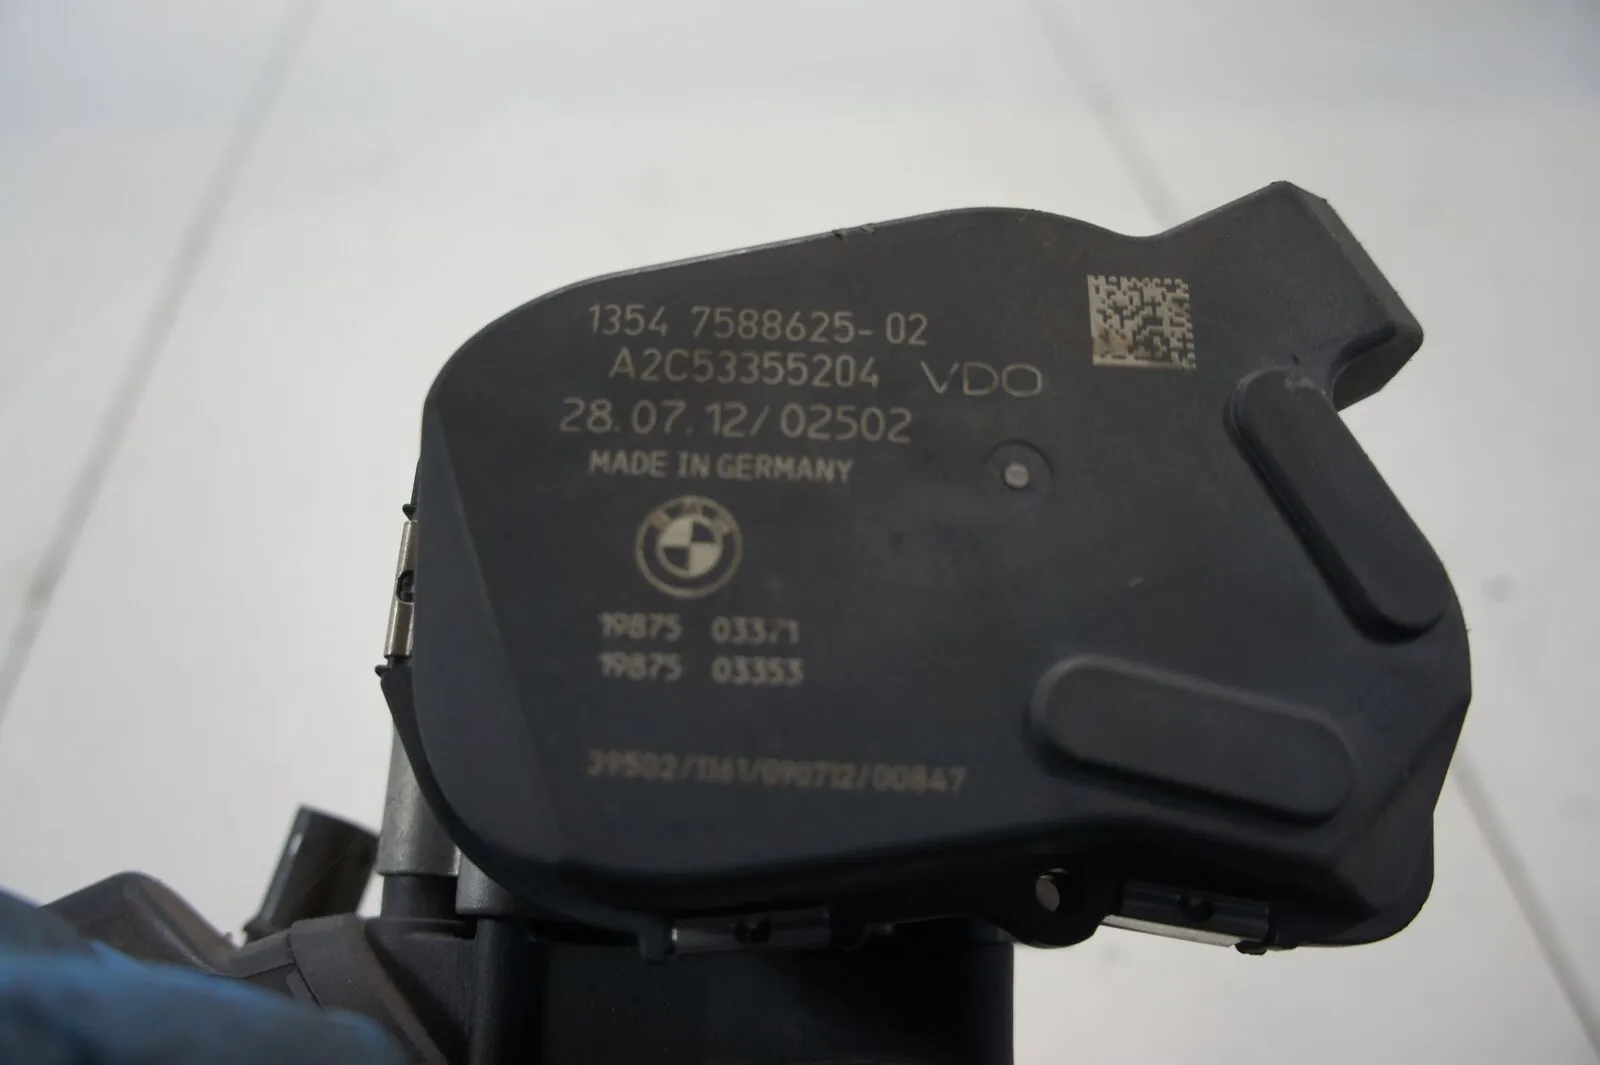 1354 7588625-02
A2C53355204 VDO
28.07.12/02502
MADE IN GERMANY
BMW
19875 03371
19875 03353
39502/1161/090712/00847